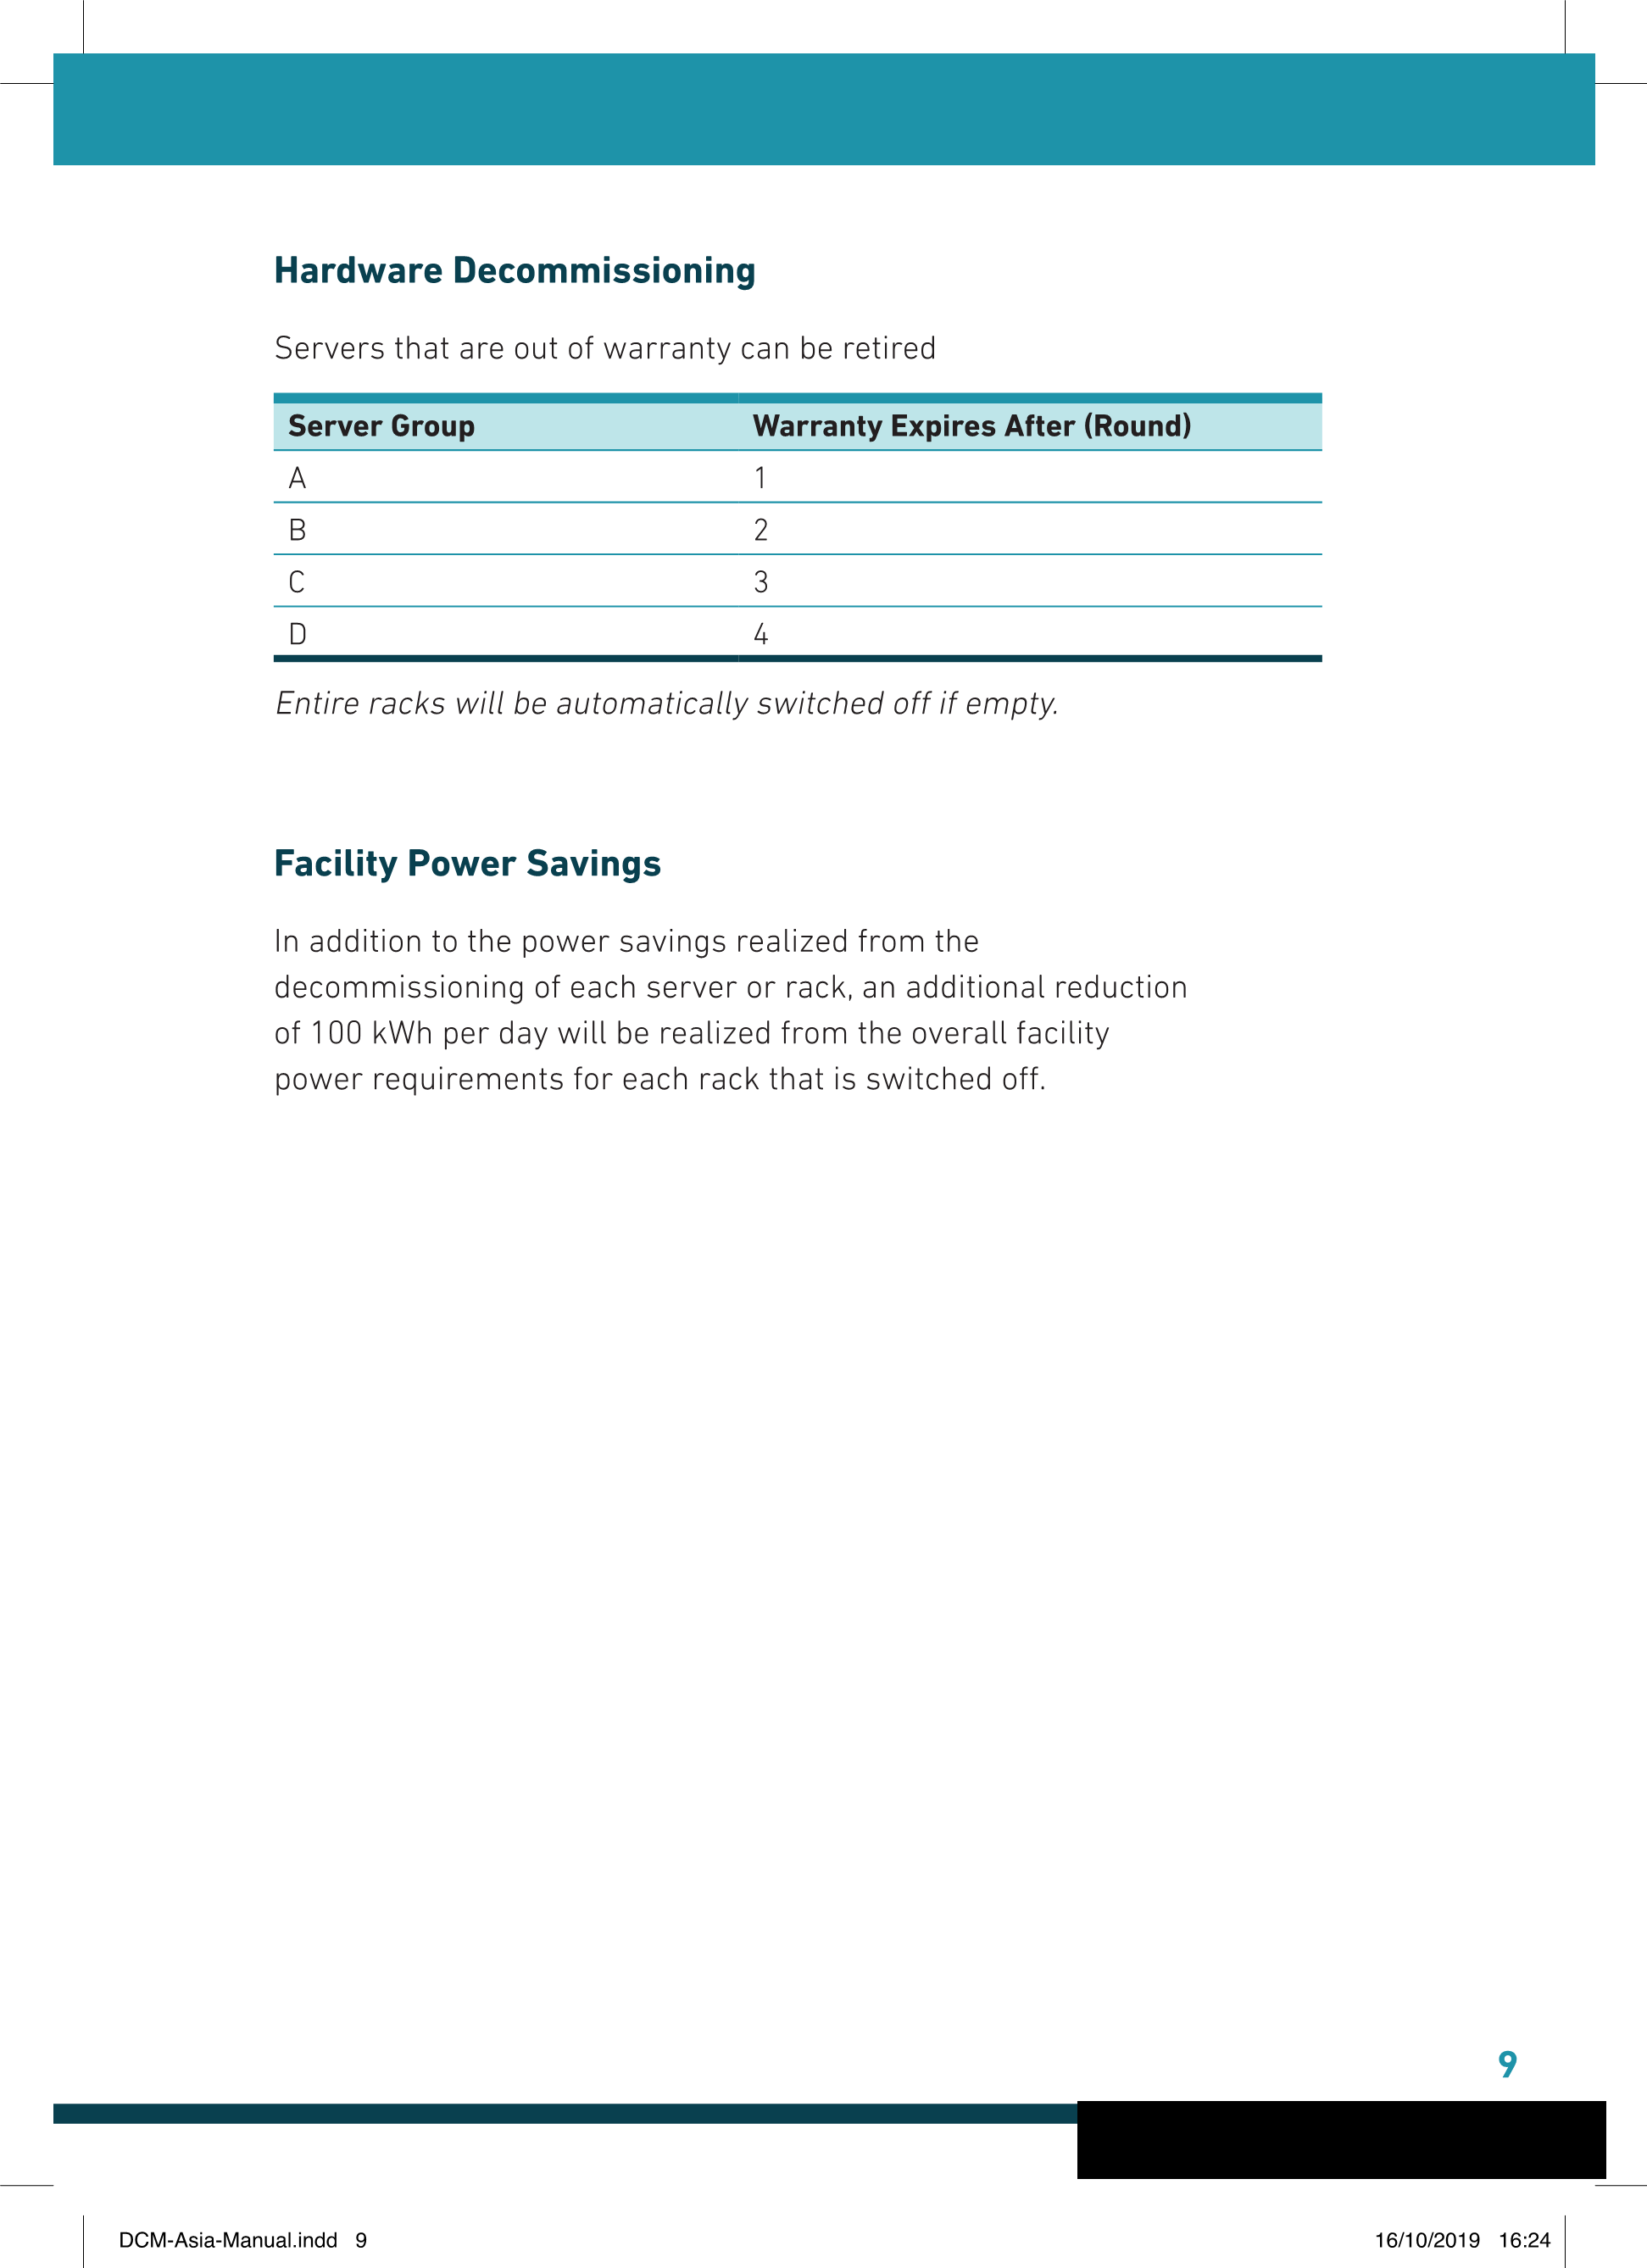 Hardware Decommissioning
Servers that are out of warranty can be retired
Server Group Warranty Expires After (Round)
A 1
B 2
C 3
D 4
Entire racks will be automatically switched off if empty.
Facility Power Savings
In addition to the power savings realized from the
decommissioning of each server or rack, an additional reduction
of 100 kWh per day will be realized from the overall facility
power requirements for each rack that is switched off.
9
DCM-Asia-Manual.indd 9 16/10/2019 16:24